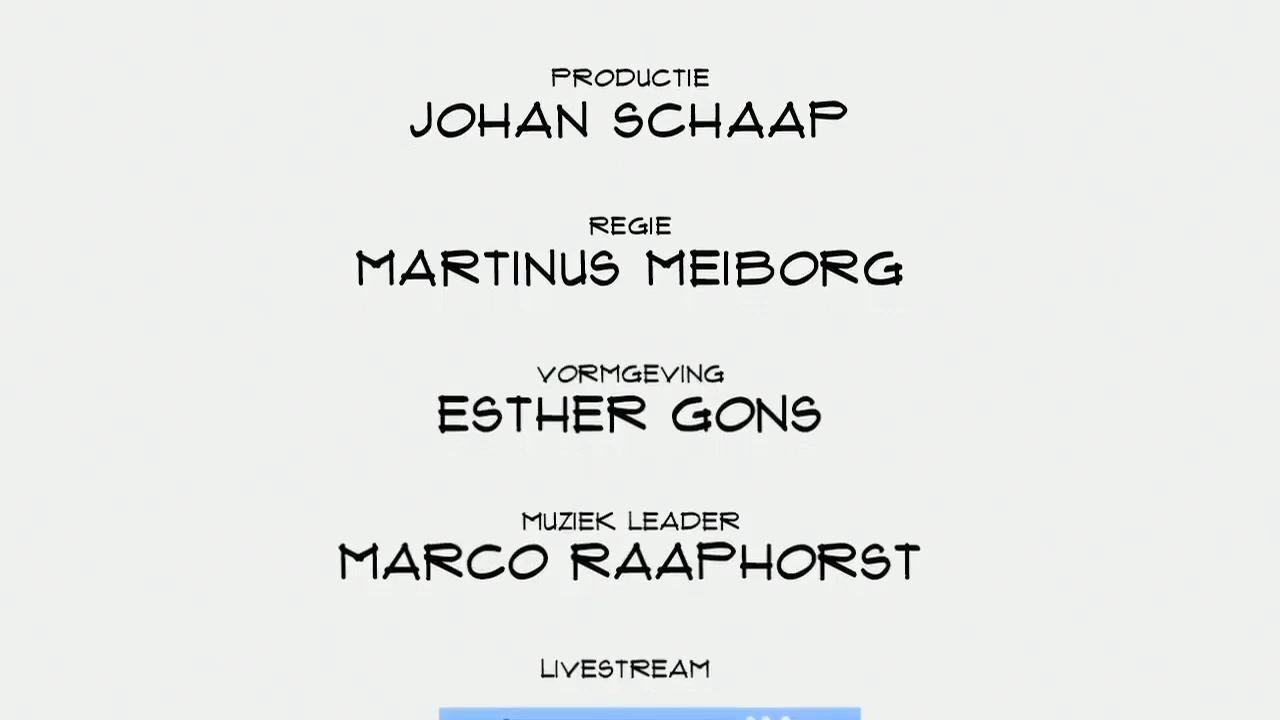 PRODUCTIE
JOHAN SCHAAP
REGIE
MARTINUS MEIBORG
VORMGEVING
ESTHER GONS
MUZIEK LEADER
MARCO RAAPHORST
LIVESTREAM